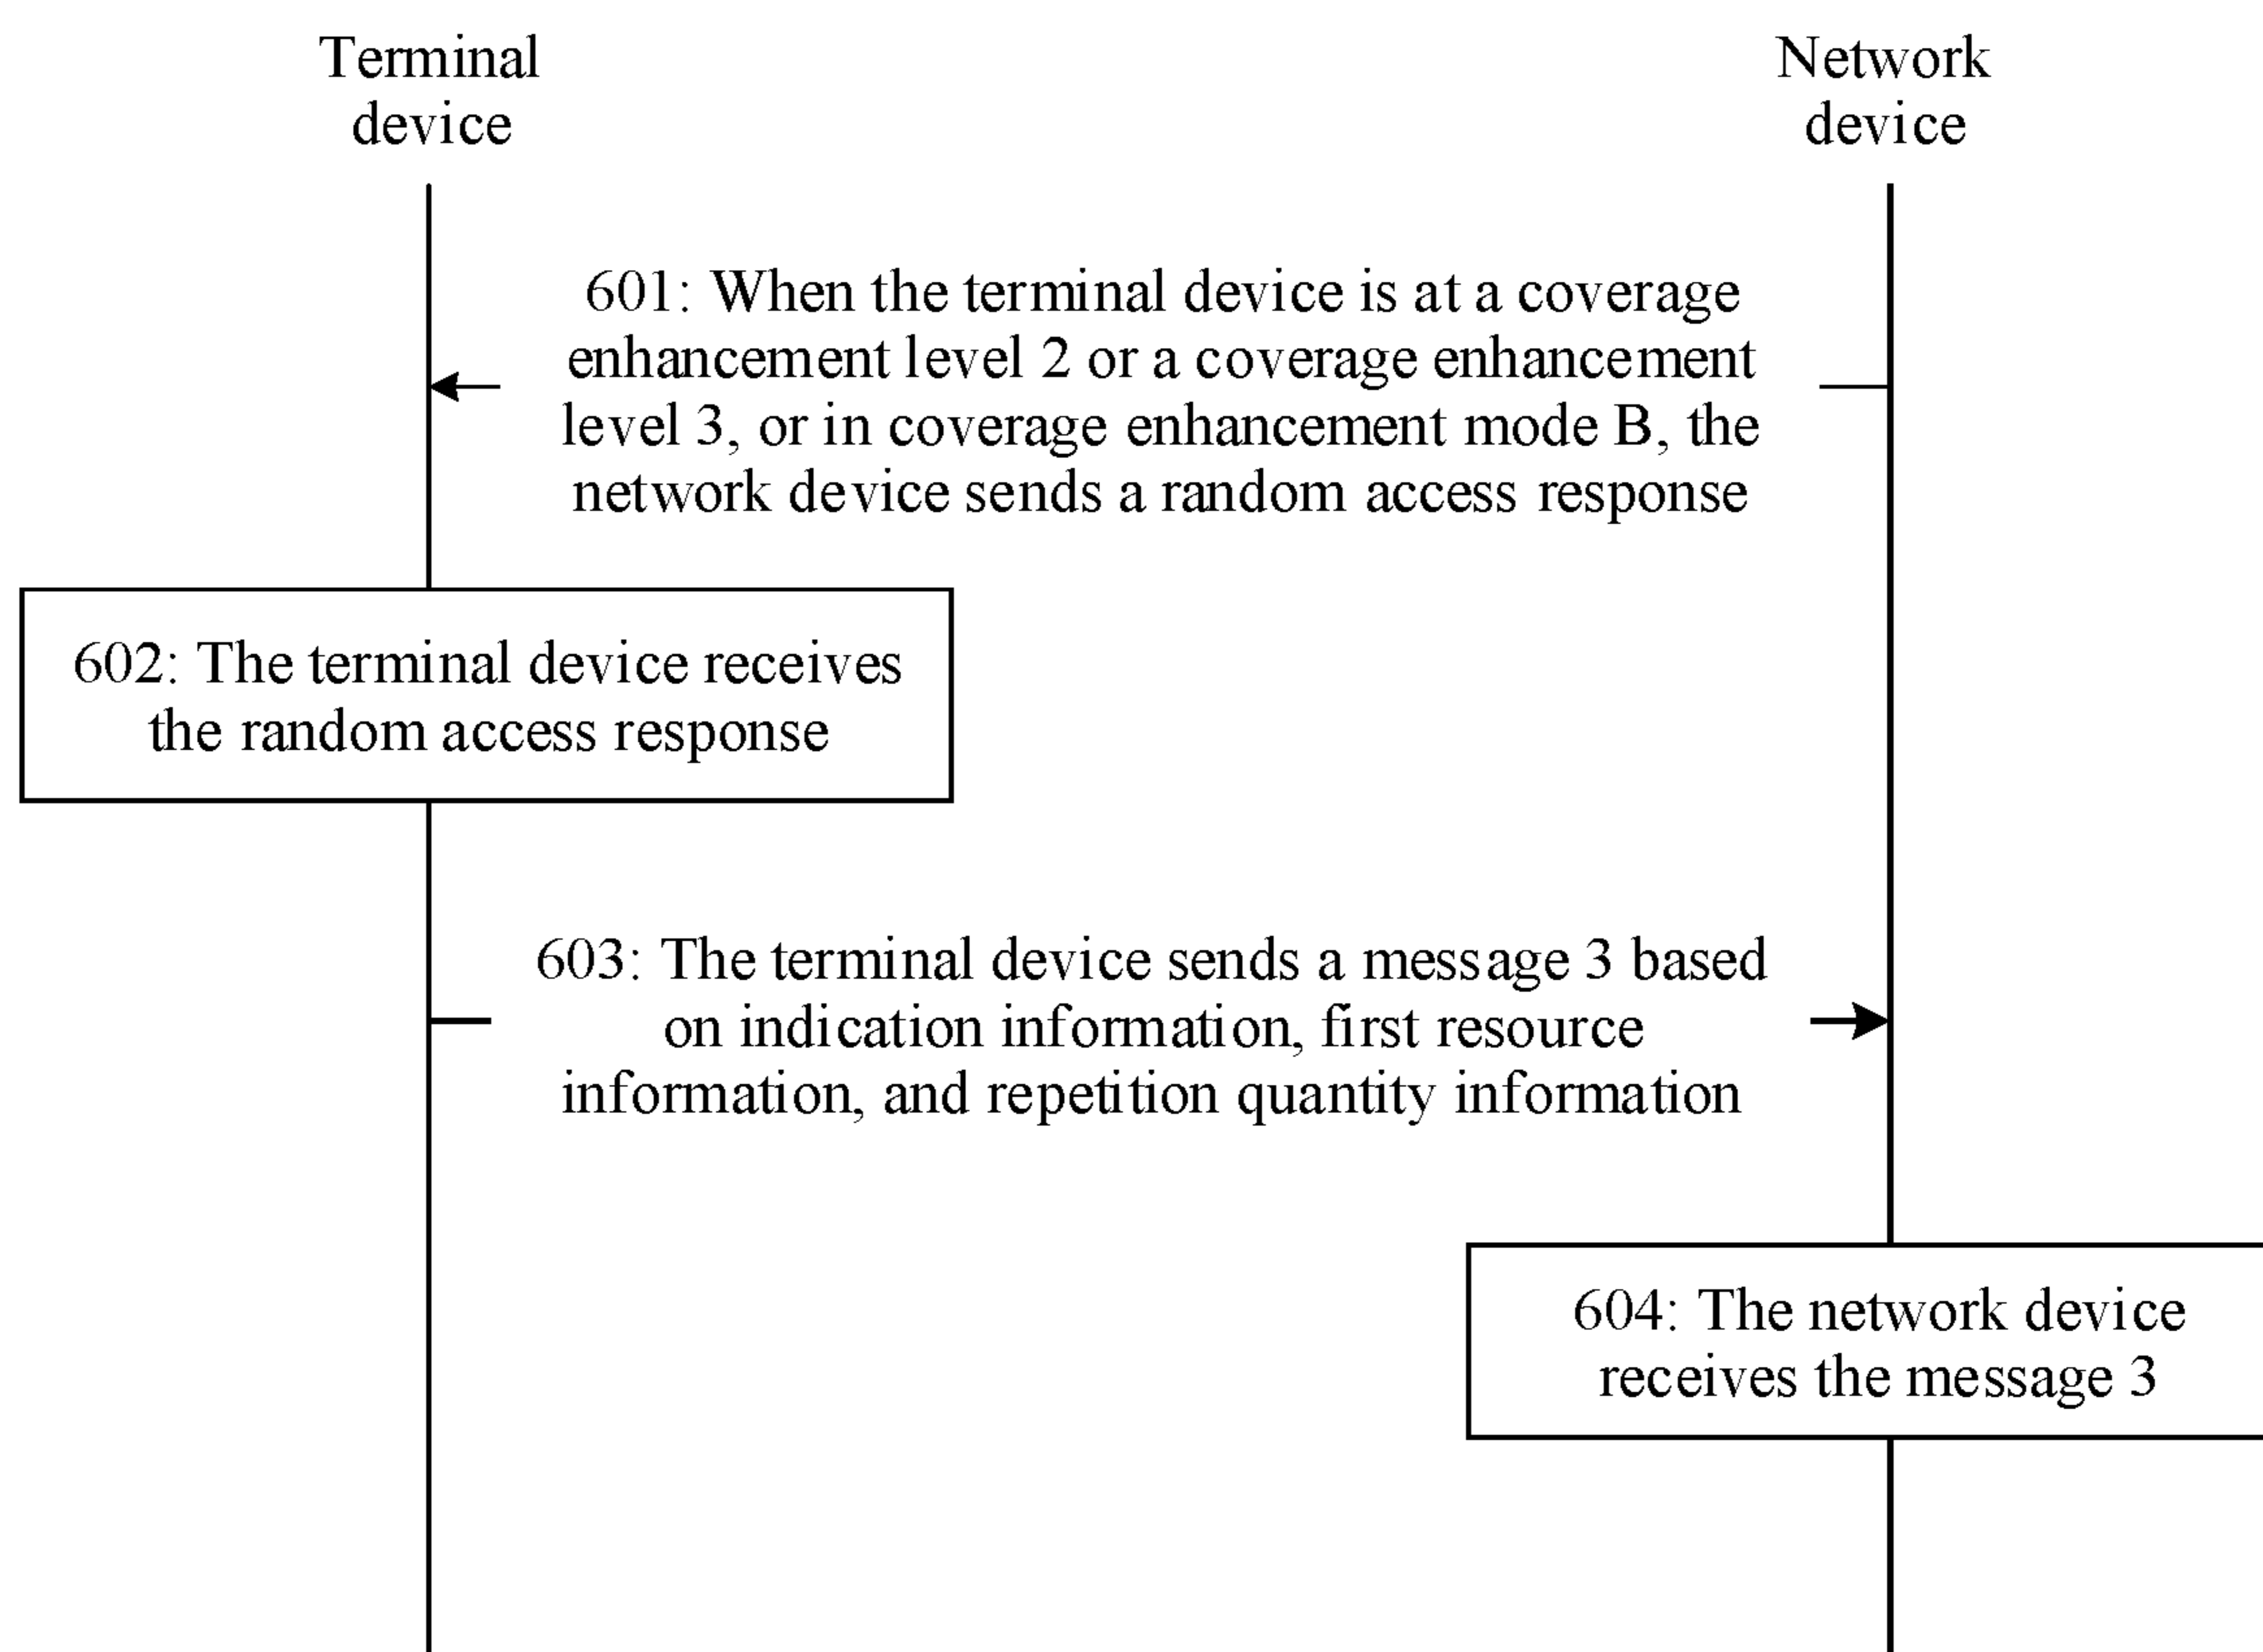 Terminal
device
Network
device
601: When the terminal device is at a coverage
enhancement level 2 or a coverage enhancement
level 3, or in coverage enhancement mode B, the
network device sends a random access response
602: The terminal device receives
the random access response
603: The terminal device sends a message 3 based
on indication information, first resource
information, and repetition quantity information
604: The network device
receives the message 3